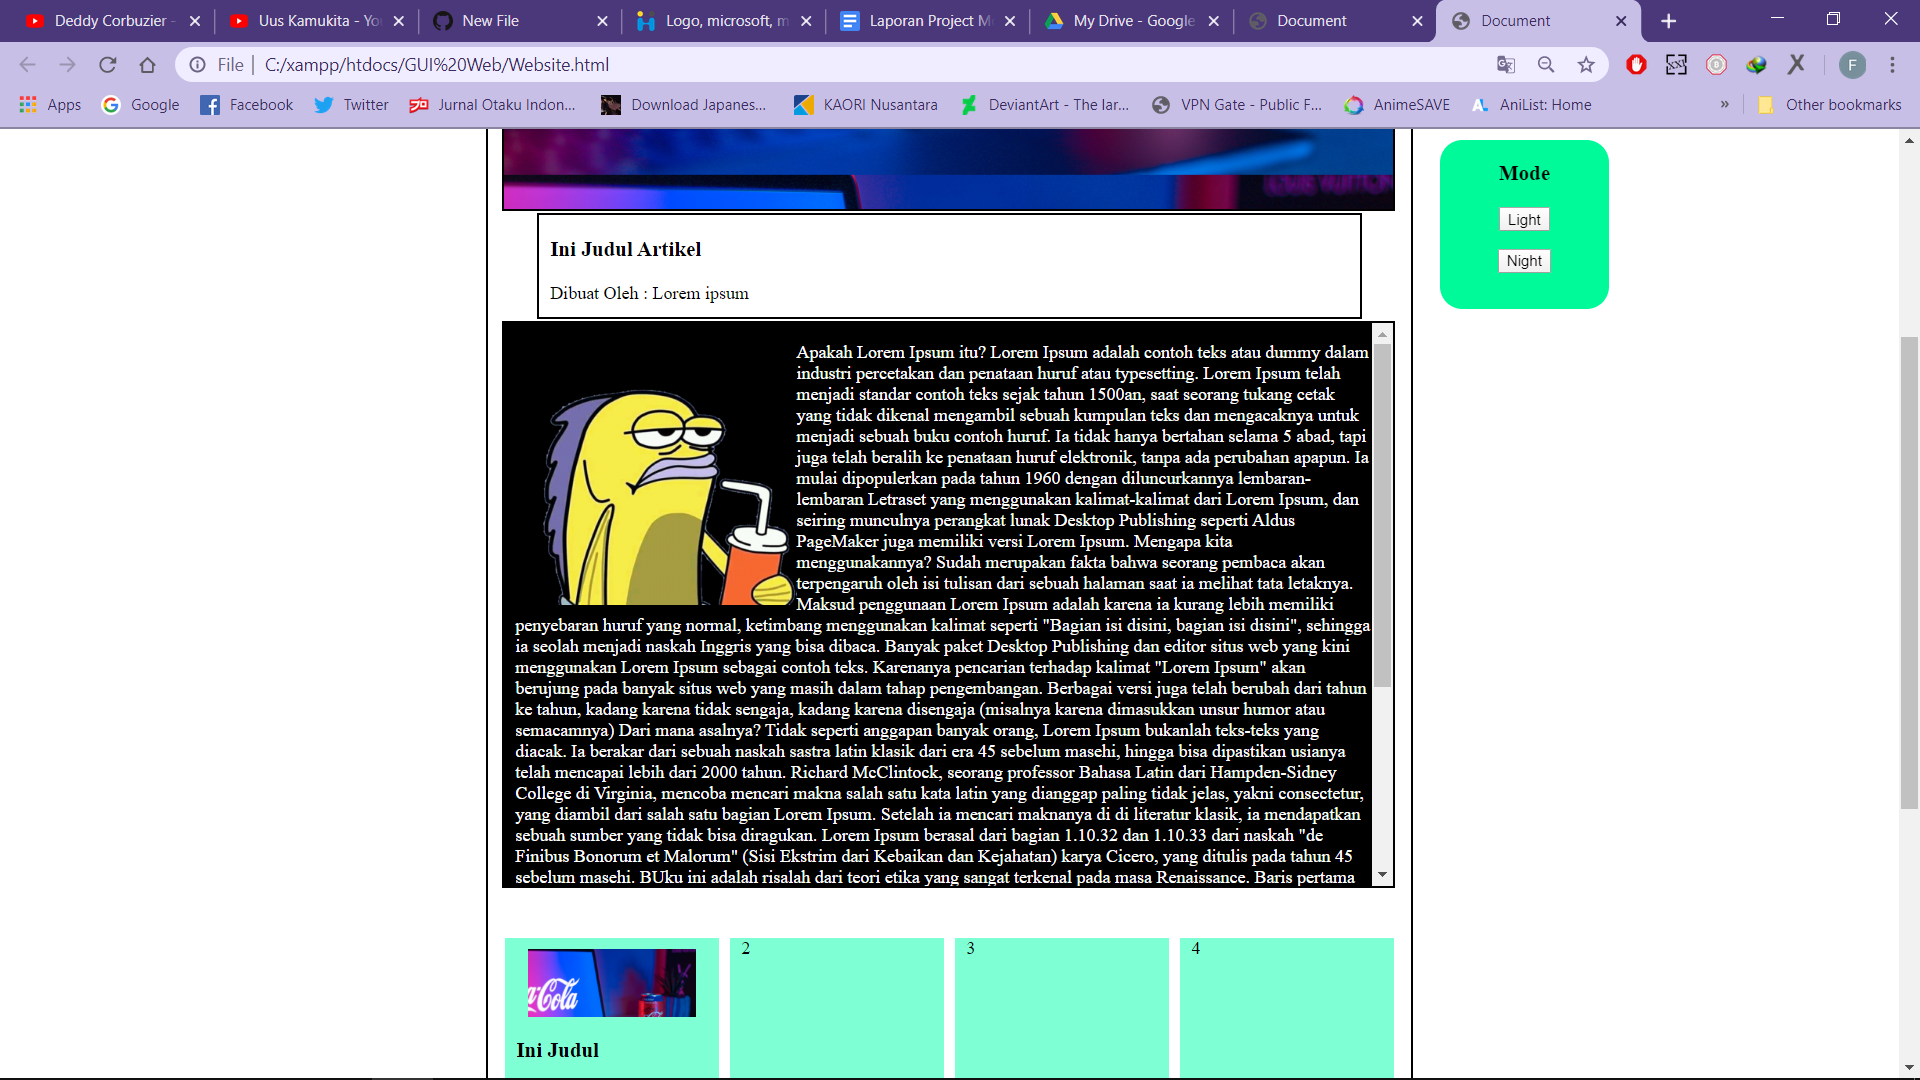 Deddy Corbuzier -
Uus Kamukita - Yo
New File
Logo, microsoft, m
Laporan Project M
My Drive - Google
Document
Document
File
C:/xampp/htdocs/GUI%20Web/Website.html
F
Apps
Google
Facebook
Twitter
Jurnal Otaku Indon...
Download Japanes...
KAORI Nusantara
DeviantArt - The lar...
VPN Gate - Public F...
AnimeSAVE
AniList: Home
»
Other bookmarks
Mode
Light
Night
Ini Judul Artikel
Dibuat Oleh : Lorem ipsum
Apakah Lorem Ipsum itu? Lorem Ipsum adalah contoh teks atau dummy dalam
industri percetakan dan penataan huruf atau typesetting. Lorem Ipsum telah
menjadi standar contoh teks sejak tahun 1500an, saat seorang tukang cetak
yang tidak dikenal mengambil sebuah kumpulan teks dan mengacaknya untuk
menjadi sebuah buku contoh huruf. Ia tidak hanya bertahan selama 5 abad, tapi
juga telah beralih ke penataan huruf elektronik, tanpa ada perubahan apapun. Ia
mulai dipopulerkan pada tahun 1960 dengan diluncurkannya lembaran-
lembaran Letraset yang menggunakan kalimat-kalimat dari Lorem Ipsum, dan
seiring munculnya perangkat lunak Desktop Publishing seperti Aldus
PageMaker juga memiliki versi Lorem Ipsum. Mengapa kita
menggunakannya? Sudah merupakan fakta bahwa seorang pembaca akan
terpengaruh oleh isi tulisan dari sebuah halaman saat ia melihat tata letaknya.
Maksud penggunaan Lorem Ipsum adalah karena ia kurang lebih memiliki
penyebaran huruf yang normal, ketimbang menggunakan kalimat seperti "Bagian isi disini, bagian isi disini", sehingga
ia seolah menjadi naskah Inggris yang bisa dibaca. Banyak paket Desktop Publishing dan editor situs web yang kini
menggunakan Lorem Ipsum sebagai contoh teks. Karenanya pencarian terhadap kalimat "Lorem Ipsum" akan
berujung pada banyak situs web yang masih dalam tahap pengembangan. Berbagai versi juga telah berubah dari tahun
ke tahun, kadang karena tidak sengaja, kadang karena disengaja (misalnya karena dimasukkan unsur humor atau
semacamnya) Dari mana asalnya? Tidak seperti anggapan banyak orang, Lorem Ipsum bukanlah teks-teks yang
diacak. Ia berakar dari sebuah naskah sastra latin klasik dari era 45 sebelum masehi, hingga bisa dipastikan usianya
telah mencapai lebih dari 2000 tahun. Richard McClintock, seorang professor Bahasa Latin dari Hampden-Sidney
College di Virginia, mencoba mencari makna salah satu kata latin yang dianggap paling tidak jelas, yakni consectetur,
yang diambil dari salah satu bagian Lorem Ipsum. Setelah ia mencari maknanya di di literatur klasik, ia mendapatkan
sebuah sumber yang tidak bisa diragukan. Lorem Ipsum berasal dari bagian 1.10.32 dan 1.10.33 dari naskah "de
Finibus Bonorum et Malorum" (Sisi Ekstrim dari Kebaikan dan Kejahatan) karya Cicero, yang ditulis pada tahun 45
sebelum masehi. BUku ini adalah risalah dari teori etika yang sangat terkenal pada masa Renaissance. Baris pertama
2
3
4
a-Cola
Ini Judul